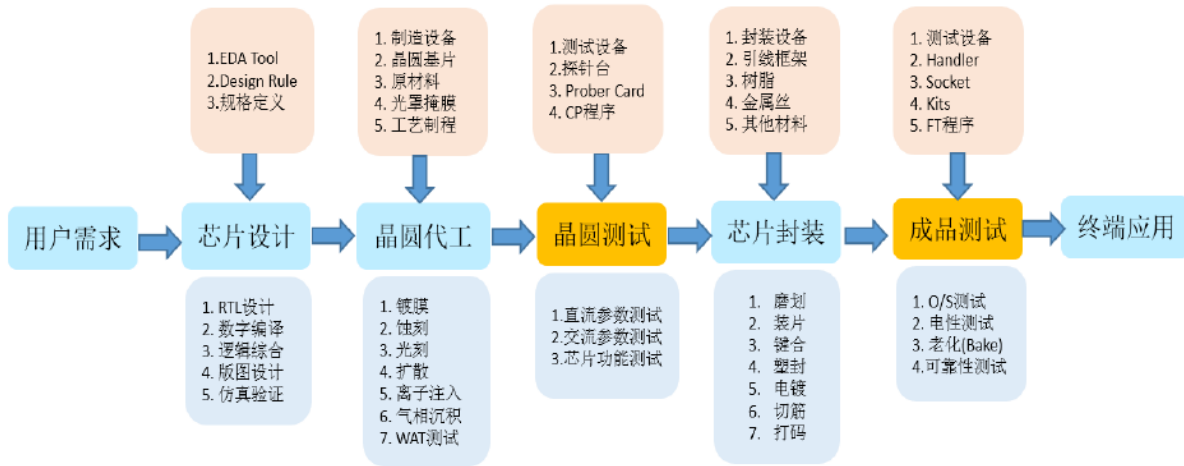 1.EDA Tool
2.Design Rule
3.规格定义
1. 制造设备
2. 晶圆基片
3. 原材料
4. 光罩掩膜
5. 工艺制程
1.测试设备
2.探针台
3. Prober Card
4. CP程序
1. 封装设备
2. 引线框架
3. 树脂
4. 金属丝
5. 其他材料
1. 测试设备
2. Handler
3. Socket
4. Kits
5. FT程序
用户需求
芯片设计
晶圆代工
晶圆测试
芯片封装
成品测试
终端应用
1. RTL设计
2. 数字编译
3. 逻辑综合
4. 版图设计
5. 仿真验证
1. 镀膜
2. 蚀刻
3. 光刻
4. 扩散
5. 离子注入
6. 气相沉积
7. WAT测试
1.直流参数测试
2.交流参数测试
3.芯片功能测试
1. 磨划
2. 装片
3. 键合
4. 塑封
5. 电镀
6. 切筋
7. 打码
1. O/S测试
2. 电性测试
3. 老化(Bake)
4.可靠性测试